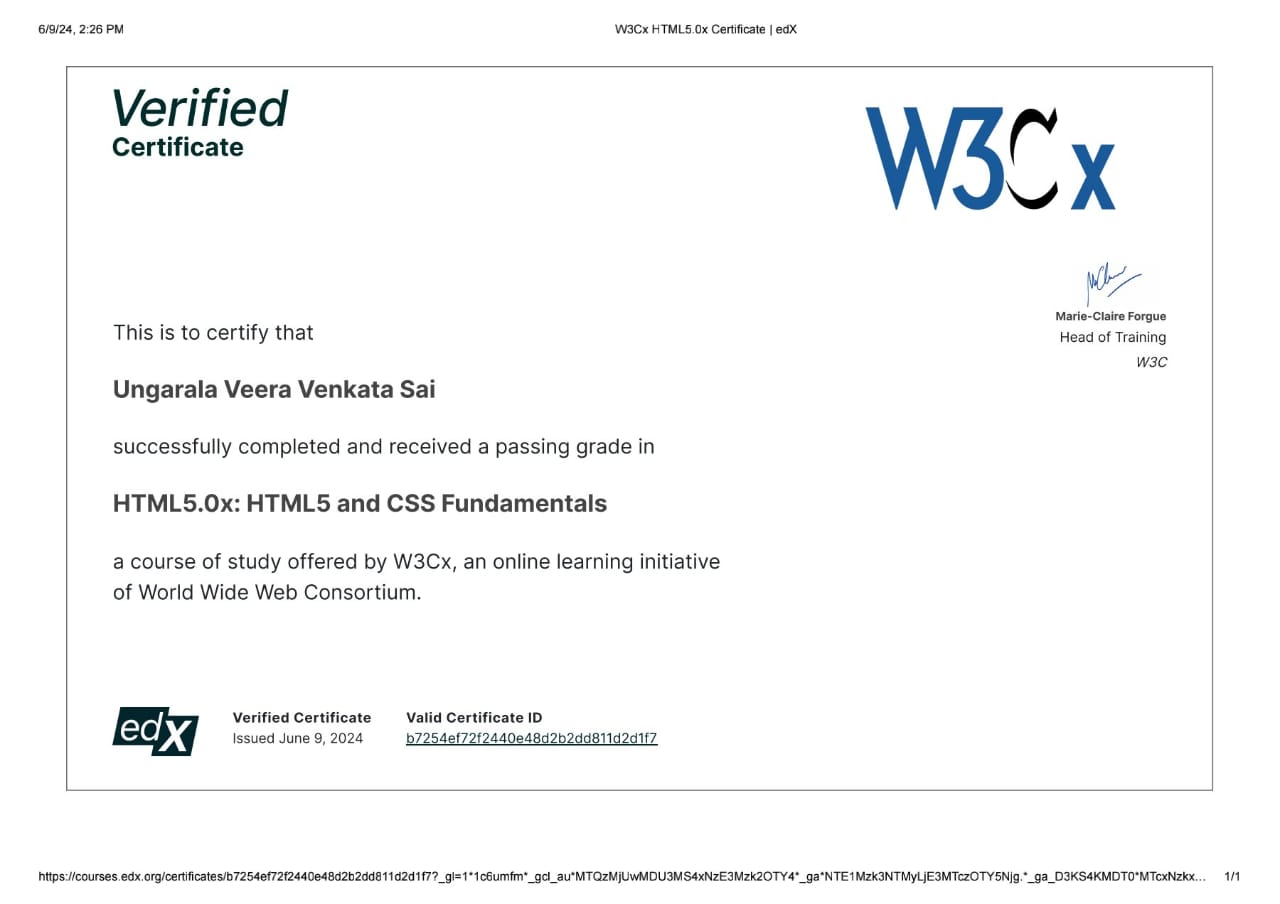 6/9/24, 2:26 PM W3Cx HTML5.0x Certificate | edX
Verified
Certificate
W3Cx
Marie-Claire Forgue
Head of Training
W3C
This is to certify that
Ungarala Veera Venkata Sai
successfully completed and received a passing grade in
HTML5.0x: HTML5 and CSS Fundamentals
a course of study offered by W3Cx, an online learning initiative
of World Wide Web Consortium.
edX
Verified Certificate
Issued June 9, 2024
Valid Certificate ID
b7254ef72f2440e48d2b2dd811d2d1f7
https://courses.edx.org/certificates/b7254ef72f2440e48d2b2dd811d2d1f7?_gl=1*1c6umfm*_gcl_au*MTQzMjUwMDU3MS4xNzE3Mzk2OTY4*_ga*NTE1Mzk3NTMyLjE3MTczOTY5Njg.*_ga_D3KS4KMDT0*MTcxNzkx... 1/1